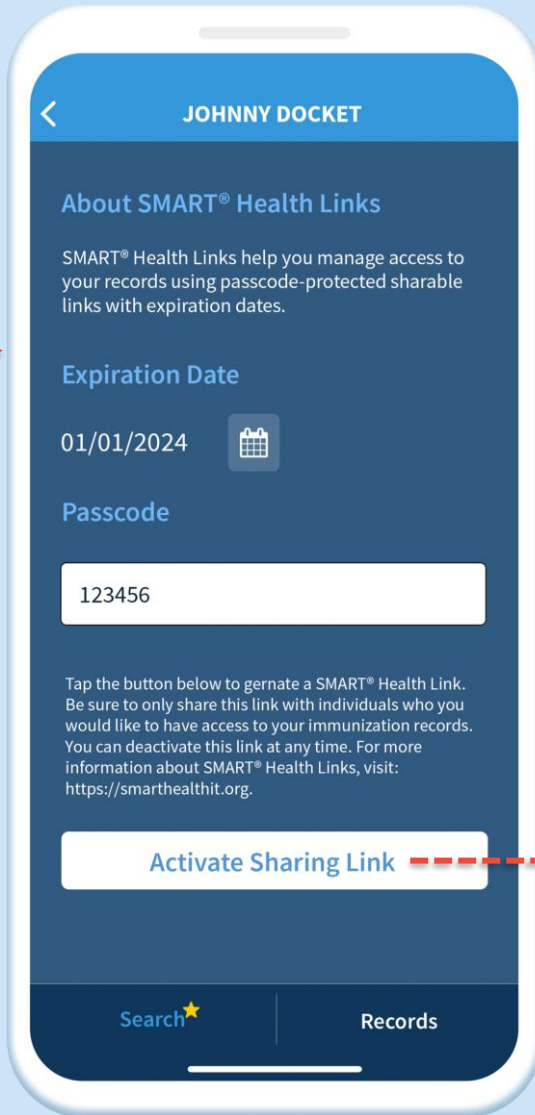 JOHNNY DOCKET
About SMART® Health Links
SMART® Health Links help you manage access to
your records using passcode-protected sharable
links with expiration dates.
Expiration Date
01/01/2024
Passcode
123456
Tap the button below to gernate a SMART® Health Link.
Be sure to only share this link with individuals who you
would like to have access to your immunization records.
You can deactivate this link at any time. For more
information about SMART® Health Links, visit:
https://smarthealthit.org.
Activate Sharing Link
Search
Records